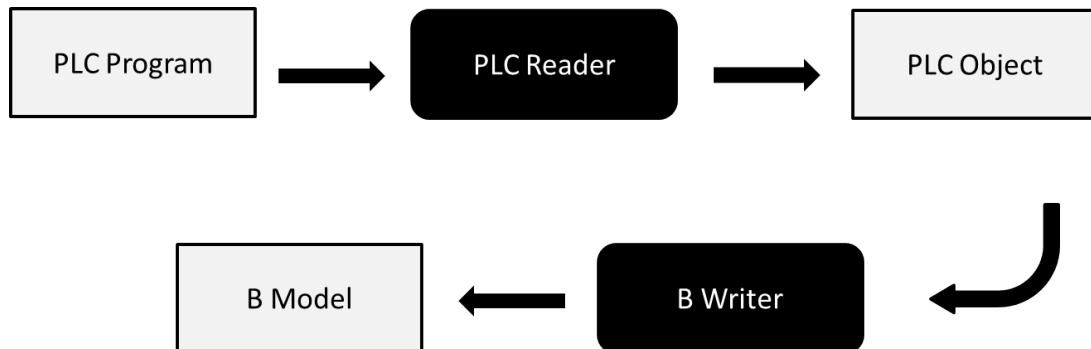 PLC Program
PLC Reader
PLC Object
B Writer
B Model